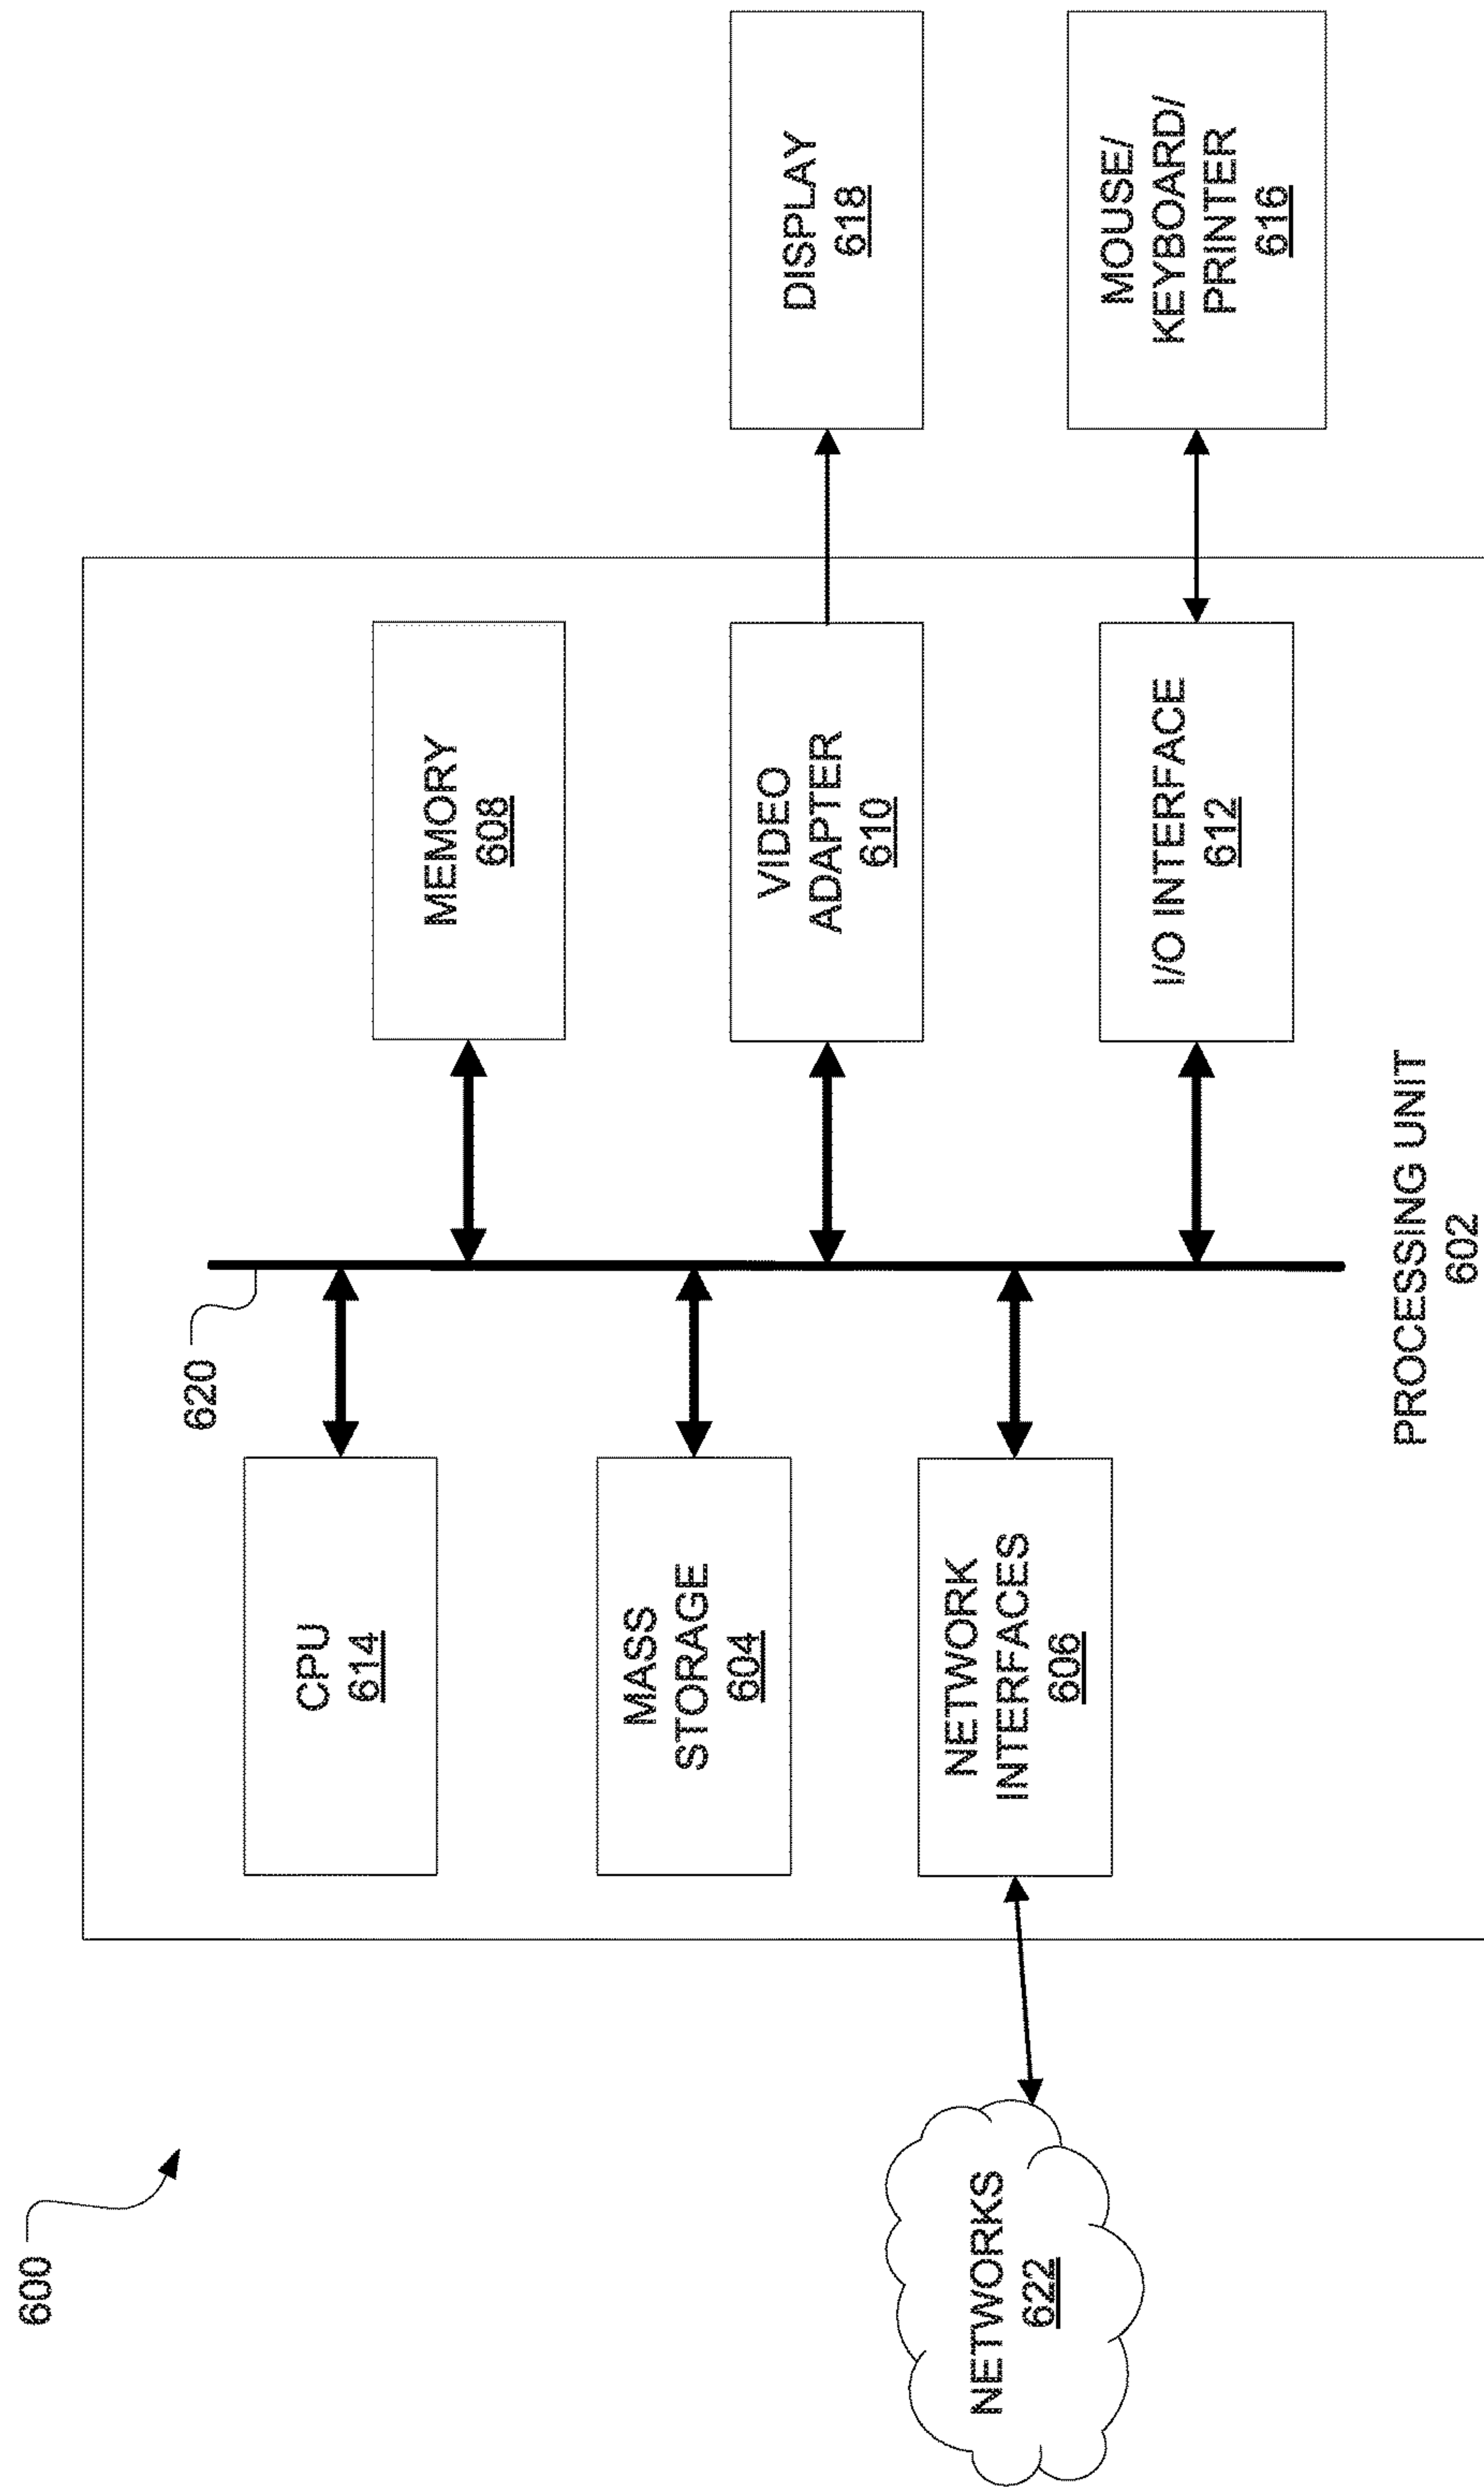 600
620
CPU
614
MEMORY
608
MASS
STORAGE
604
VIDEO
ADAPTER
610
DISPLAY
618
NETWORKS
622
NETWORK
INTERFACES
606
I/O INTERFACE
612
MOUSE/
KEYBOARD/
PRINTER
616
PROCESSING UNIT
602